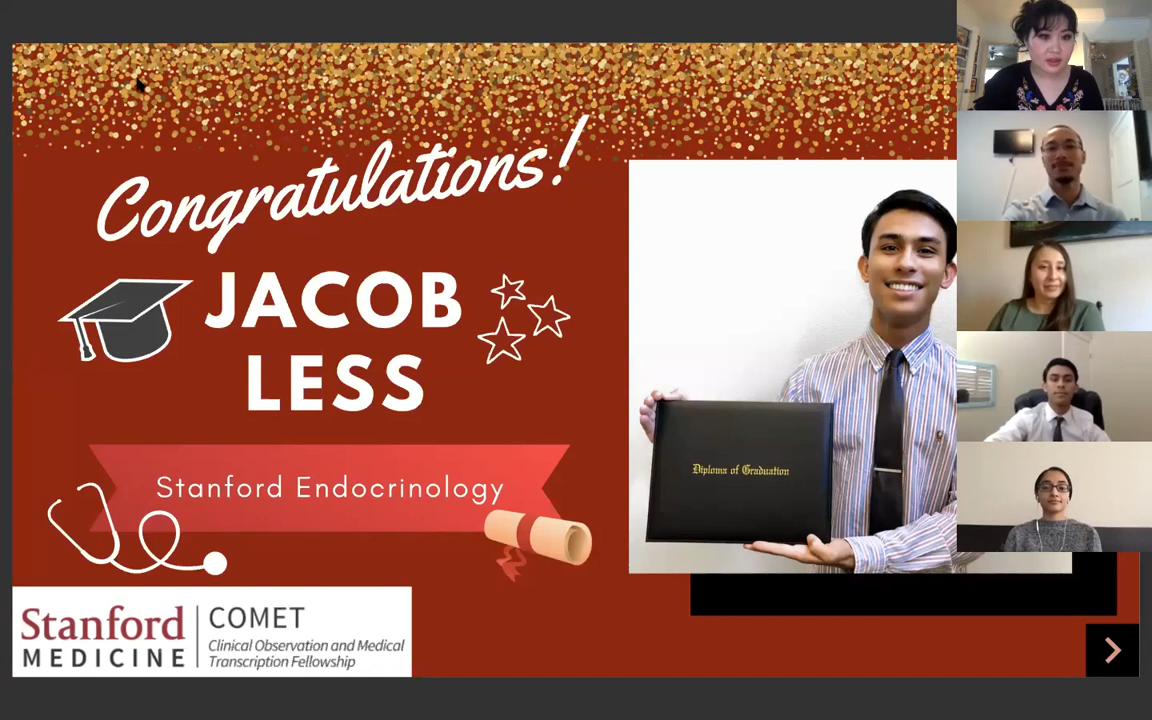 Congratulations!
JACOB
LESS
Stanford Endocrinology
Diploma of Graduation
Stanford
MEDICINE
COMET
Clinical Observation and Medical
Transcription Fellowship